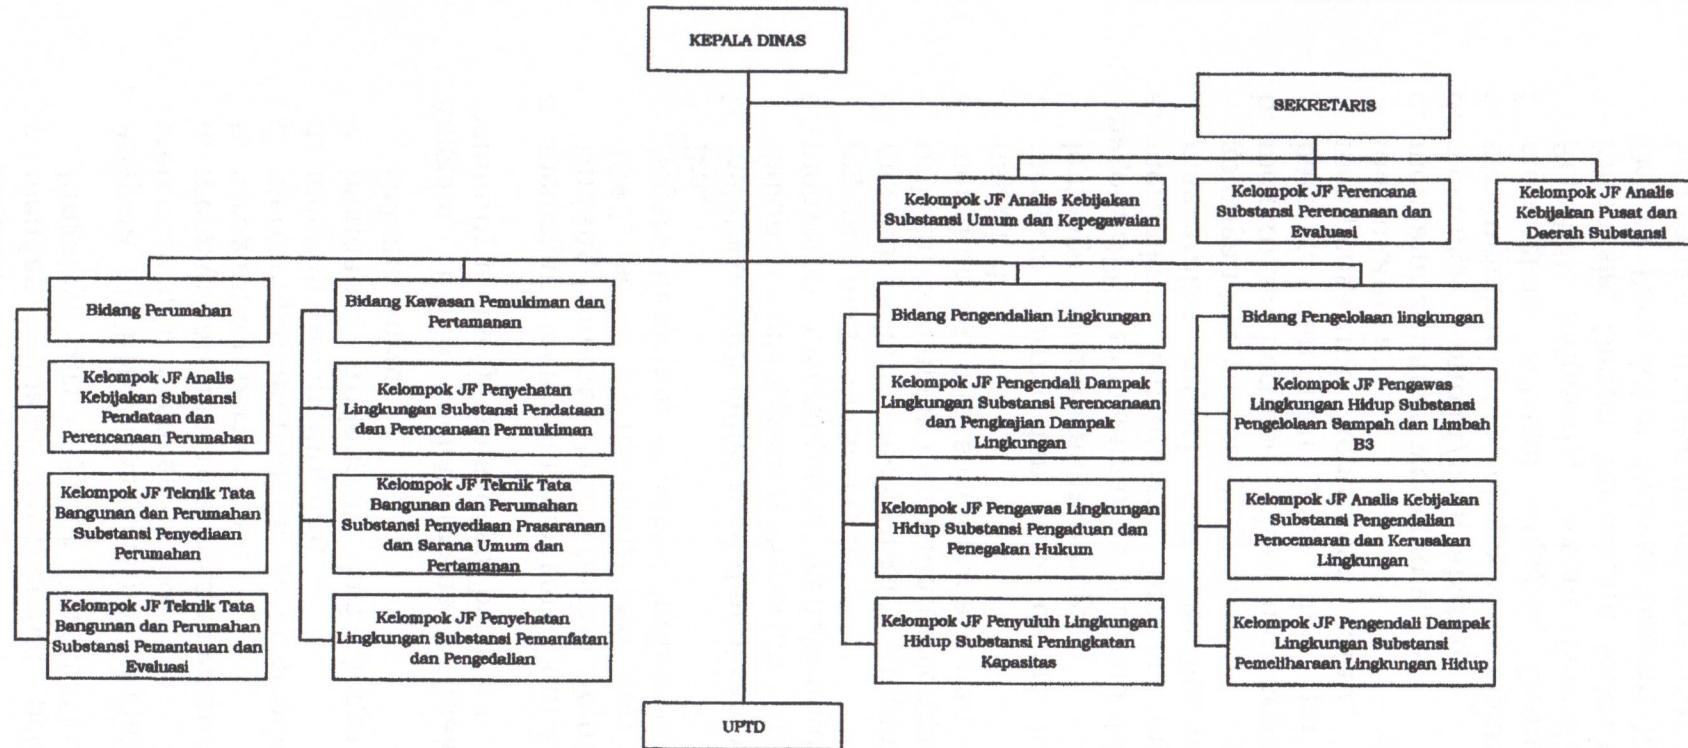 KEPALA DINAS
SEKRETARIS
Kelompok JF Analis Kebijakan
Substansi Umum dan Kepegawaian
Kelompok JF Perencana
Substansi Perencanaan dan
Evaluasi
Kelompok JF Analis
Kebijakan Pusat dan
Daerah Substansi
Bidang Perumahan
Kelompok JF Analis
Kebijakan Substansi
Pendataan dan
Perencanaan Perumahan
Kelompok JF Teknik Tata
Bangunan dan Perumahan
Substansi Penyediaan
Perumahan
Kelompok JF Teknik Tata
Bangunan dan Perumahan
Substansi Pemantauan dan
Evaluasi
Bidang Kawasan Pemukiman dan
Pertamanan
Kelompok JF Penyehatan
Lingkungan Substansi Pendataan
dan Perencanaan Permukiman
Kelompok JF Teknik Tata
Bangunan dan Perumahan
Substansi Penyediaan Prasaranan
dan Sarana Umum dan
Pertamanan
Kelompok JF Penyehatan
Lingkungan Substansi Pemanfatan
dan Pengedalian
Bidang Pengendalian Lingkungan
Kelompok JF Pengendali Dampak
Lingkungan Substansi Perencanaan
dan Pengkajian Dampak
Lingkungan
Kelompok JF Pengawas Lingkungan
Hidup Substansi Pengaduan dan
Penegakan Hukum
Kelompok JF Penyuluh Lingkungan
Hidup Substansi Peningkatan
Kapasitas
Bidang Pengelolaan lingkungan
Kelompok JF Pengawas
Lingkungan Hidup Substansi
Pengelolaan Sampah dan Limbah
B3
Kelompok JF Analis Kebijakan
Substansi Pengendalian
Pencemaran dan Kerusakan
Lingkungan
Kelompok JF Pengendali Dampak
Lingkungan Substansi
Pemeliharaan Lingkungan Hidup
UPTD